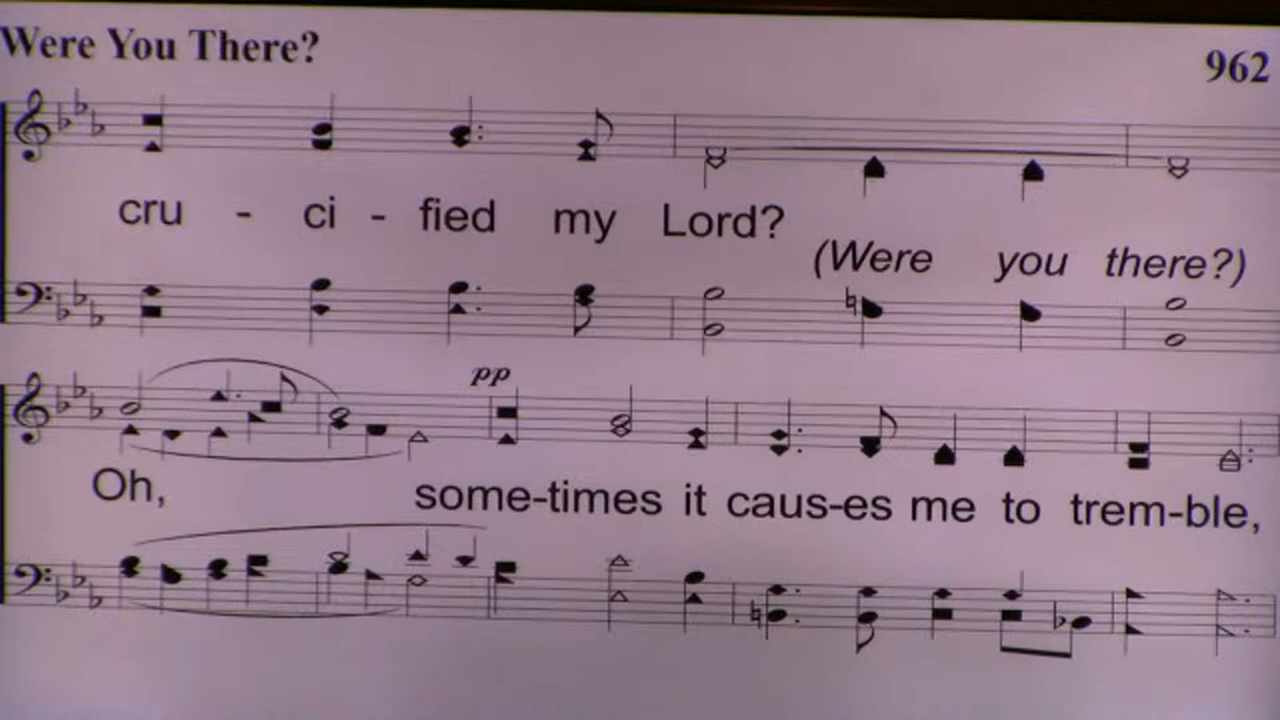 Were You There? 962
cru - ci - fied my Lord?
(Were you there?)
pp
Oh, some-times it caus-es me to trem-ble,